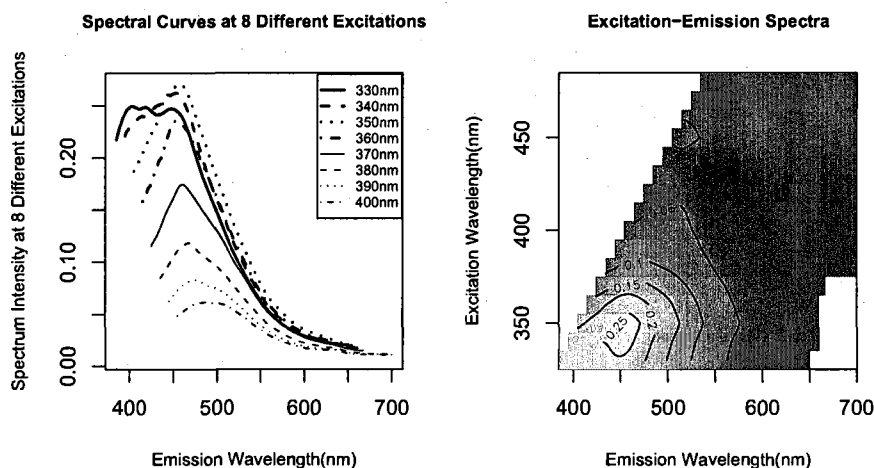 Spectral Curves at 8 Different Excitations
Spectrum Intensity at 8 Different Excitations
0.00 0.10 0.20
330nm
340nm
350nm
360nm
370nm
380nm
390nm
400nm
400 500 600 700
Emission Wavelength(nm)
Excitation−Emission Spectra
Excitation Wavelength(nm)
350 400 450
0.1
0.15
0.2
0.25
400 500 600 700
Emission Wavelength(nm)